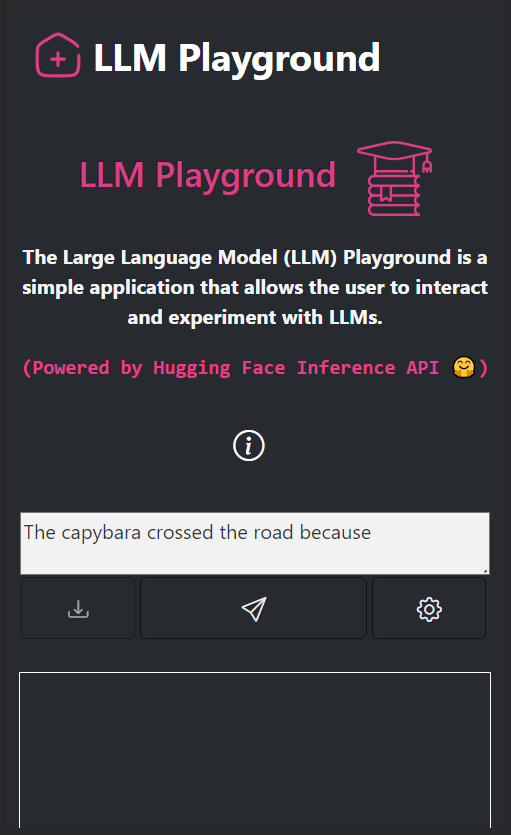 LLM Playground
LLM Playground
The Large Language Model (LLM) Playground is a
simple application that allows the user to interact
and experiment with LLMs.
(Powered by Hugging Face Inference API 🤗)
The capybara crossed the road because